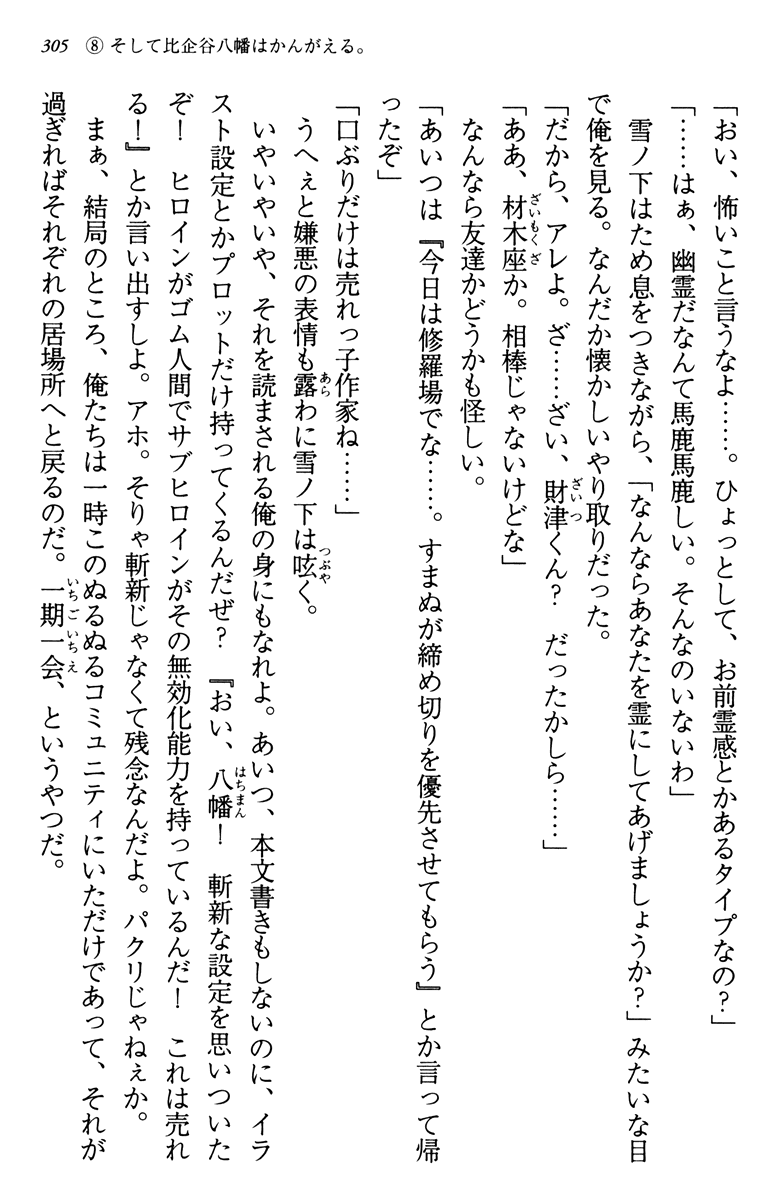 305　⑧そして比企谷八幡はかんがえる。
「おい、怖いこと言うなよ……。ひょっとして、お前霊感とかあるタイプなの？」
「……はぁ、幽霊だなんて馬鹿馬鹿しい。そんなのいないわ」
　雪ノ下はため息をつきながら、「なんならあなたを霊にしてあげましょうか？」みたいな目
で俺を見る。なんだか懐かしいやり取りだった。
「だから、アレよ。ざ……ざい、財津くん？　だったかしら……」
「ああ、材木座か。相棒じゃないけどな」
　なんなら友達かどうかも怪しい。
「あいつは『今日は修羅場でな……。すまぬが締め切りを優先させてもらう』とか言って帰
ったぞ」
「口ぶりだけは売れっ子作家ね……」
　うへぇと嫌悪の表情も露わに雪ノ下は呟く。
　いやいやいや、それを読まされる俺の身にもなれよ。あいつ、本文書きもしないのに、イラ
スト設定とかプロットだけ持ってくるんだぜ？　『おい、八幡！　斬新な設定を思いついた
ぞ！　ヒロインがゴム人間でサブヒロインがその無効化能力を持っているんだ！　これは売れ
る！』とか言い出すしよ。アホ。そりゃ斬新じゃなくて残念なんだよ。パクリじゃねぇか。
　まぁ、結局のところ、俺たちは一時このぬるぬるコミュニティにいただけであって、それが
過ぎればそれぞれの居場所へと戻るのだ。一期一会、というやつだ。